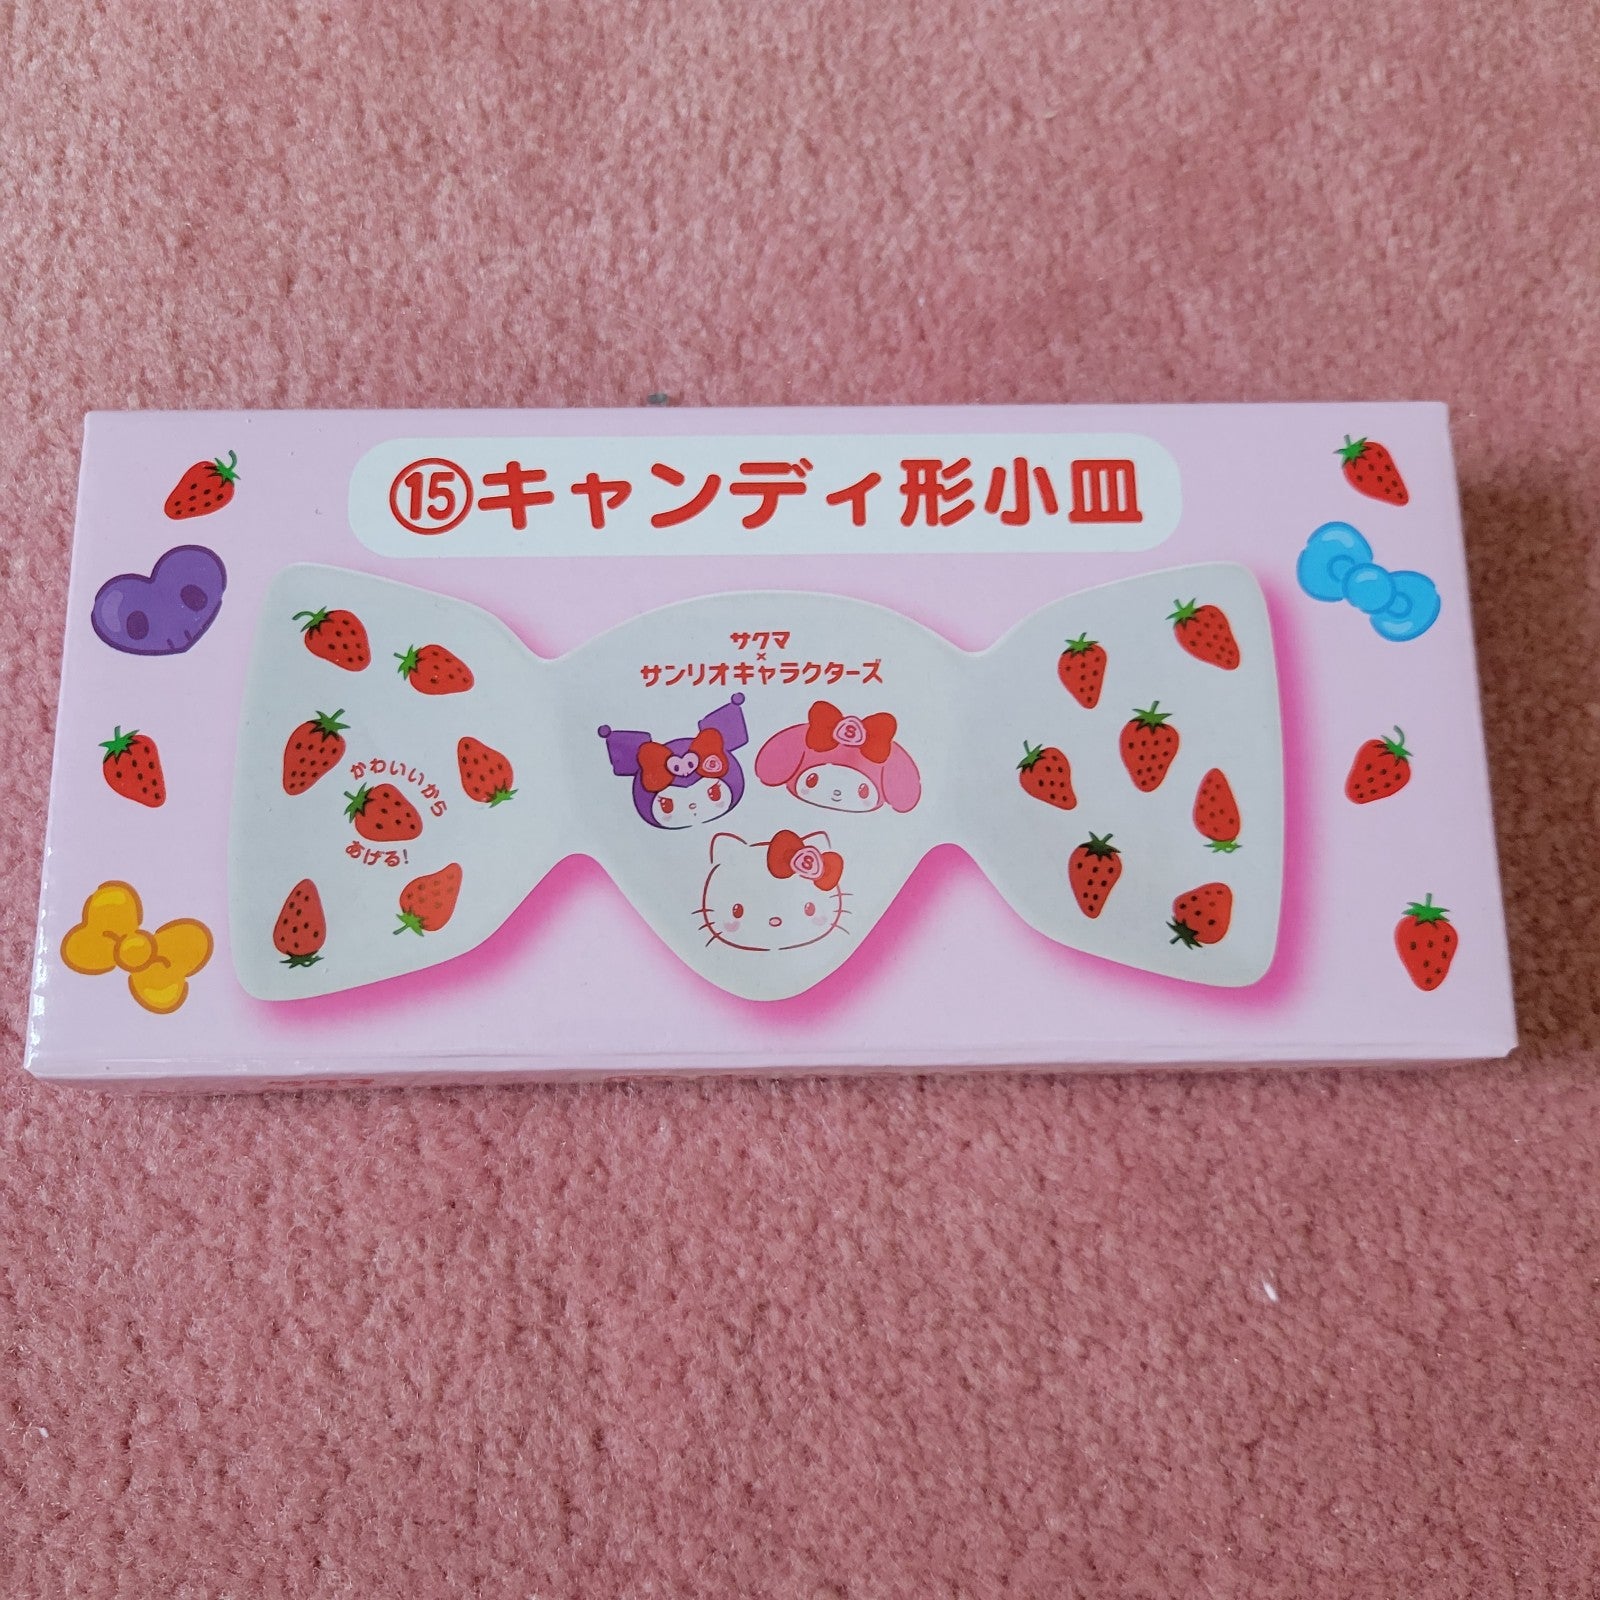 ⑮キャンディ形小皿
サクマ
×
サンリオキャラクターズ
S
S
S
かわいいから
あげる!